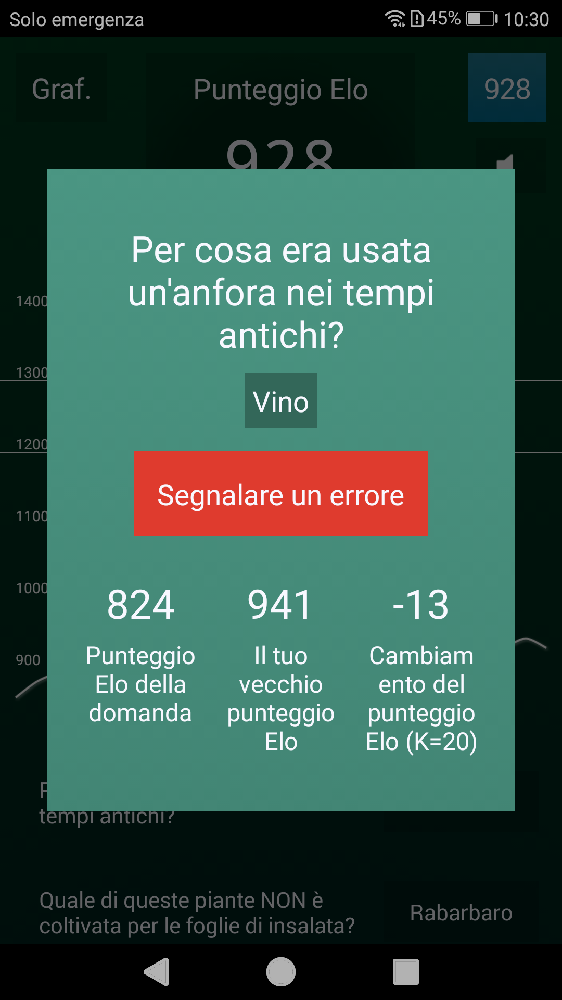 Solo emergenza
45%
10:30
Graf.
Punteggio Elo
928
928
Per cosa era usata
un'anfora nei tempi
antichi?
1400
1300
Vino
1200
Segnalare un errore
1100
1000
824
941
-13
900
Punteggio
Elo della
domanda
Il tuo
vecchio
punteggio
Elo
Cambiam
ento del
punteggio
Elo (K=20)
tempi antichi?
Quale di queste piante NON è
coltivata per le foglie di insalata?
Rabarbaro